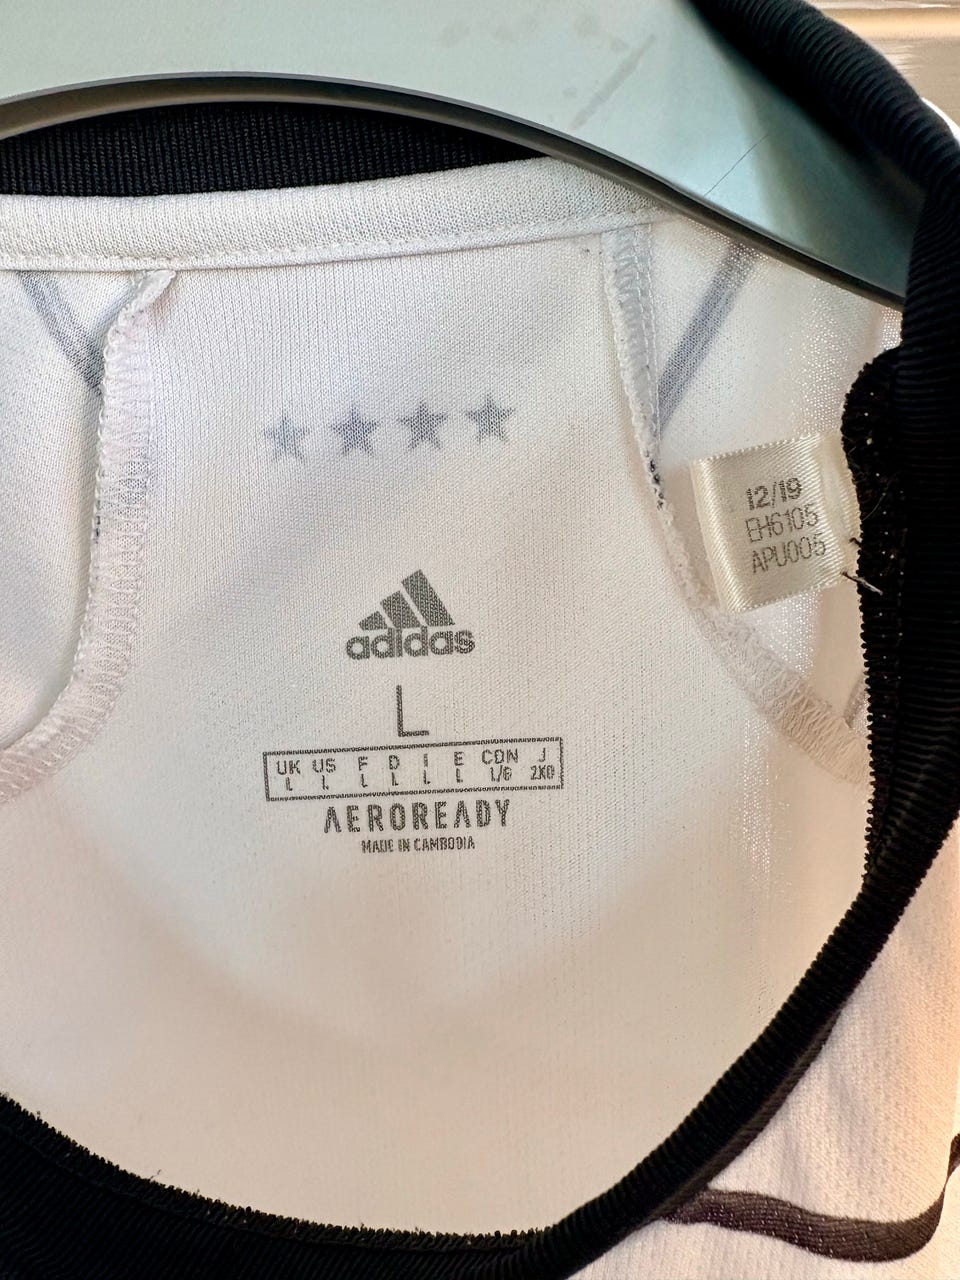 12/19
EH6105
APU005
adidas
L
UK US F D I E CDN J
L L L L L L L/G 2XO
AEROREADY
MADE IN CAMBODIA